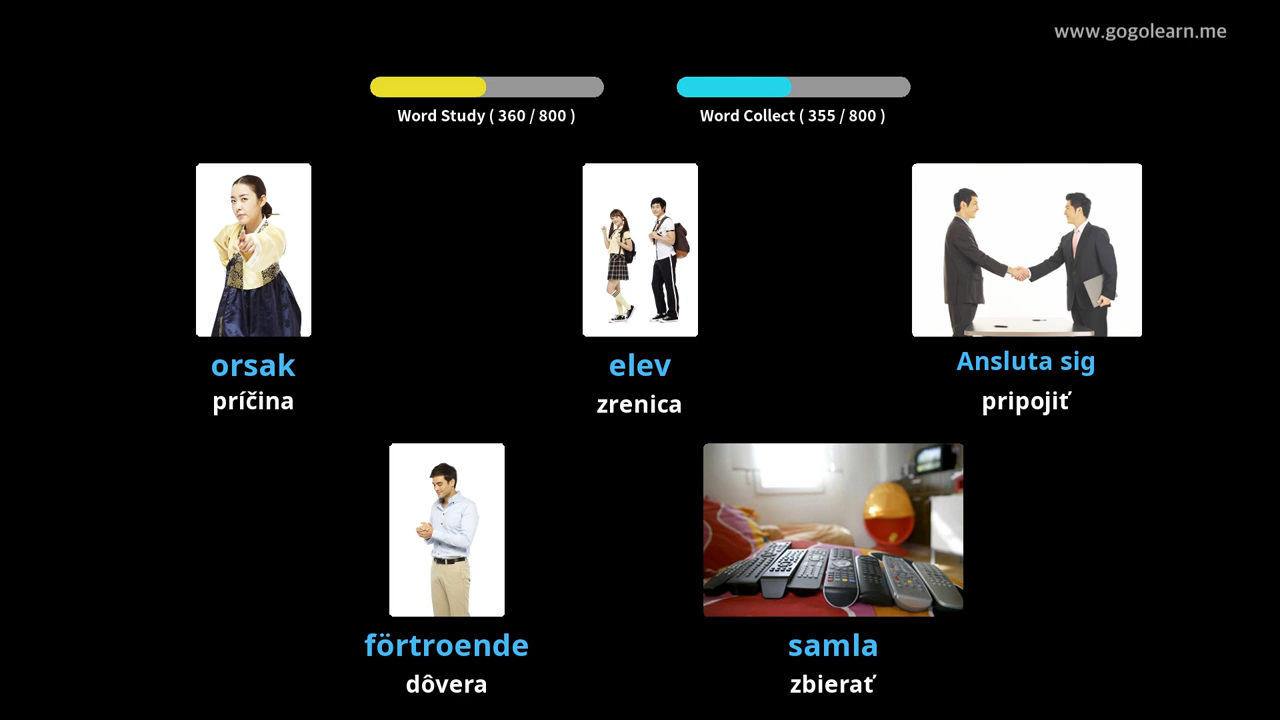 www.gogolearn.me
Word Study ( 360 / 800 )
Word Collect ( 355 / 800 )
orsak
príčina
elev
zrenica
Ansluta sig
pripojiť
förtroende
dôvera
samla
zbierať